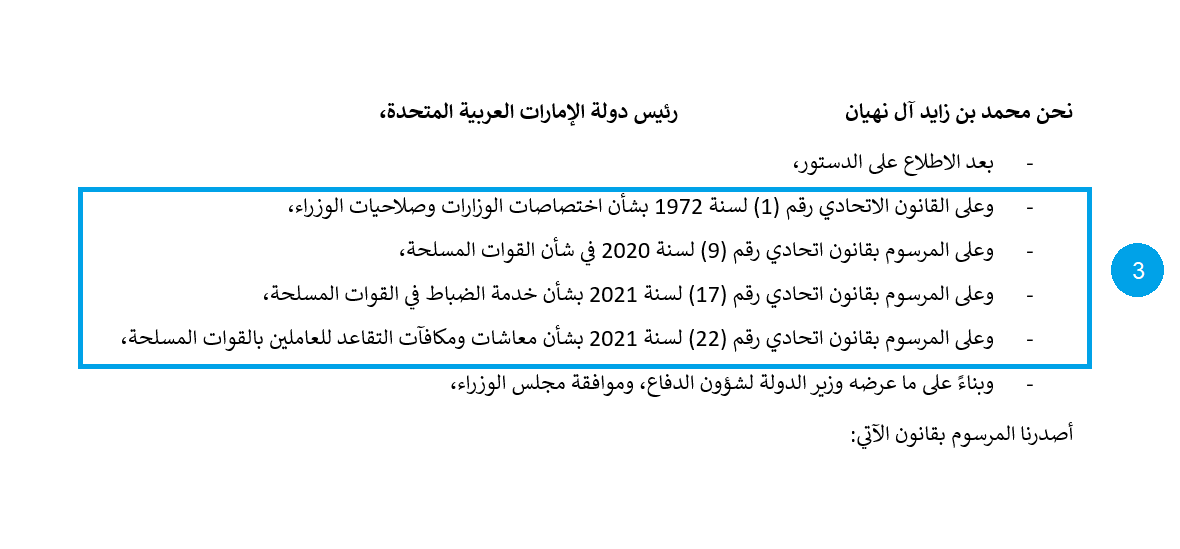 نحن محمد بن زايد آل نهيان رئيس دولة الإمارات العربية المتحدة،
- بعد الاطلاع على الدستور،
- وعلى القانون الاتحادي رقم (1) لسنة 1972 بشأن اختصاصات الوزارات وصلاحيات الوزراء،
- وعلى المرسوم بقانون اتحادي رقم (9) لسنة 2020 في شأن القوات المسلحة،
- وعلى المرسوم بقانون اتحادي رقم (17) لسنة 2021 بشأن خدمة الضباط في القوات المسلحة،
- وعلى المرسوم بقانون اتحادي رقم (22) لسنة 2021 بشأن معاشات ومكافآت التقاعد للعاملين بالقوات المسلحة،
- وبناءً على ما عرضه وزير الدولة لشؤون الدفاع، وموافقة مجلس الوزراء،
أصدرنا المرسوم بقانون الآتي:
3